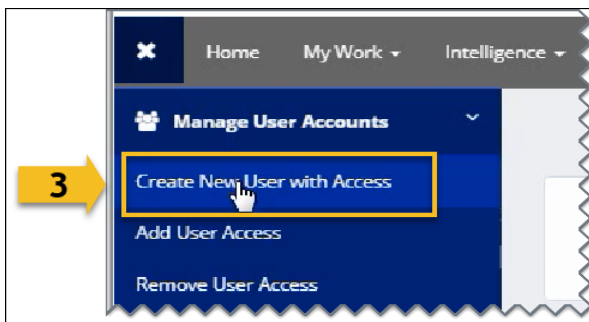 Home My Work Intelligence
Manage User Accounts
3
Create New User with Access
Add User Access
Remove User Access